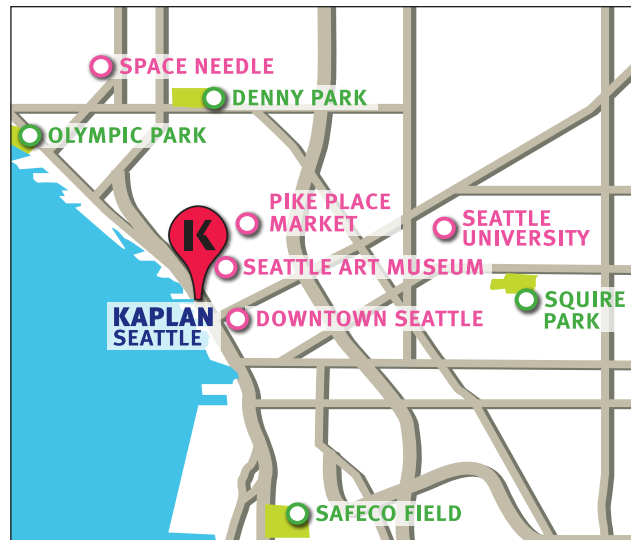 SPACE NEEDLE
DENNY PARK
OLYMPIC PARK
PIKE PLACE
MARKET
SEATTLE
UNIVERSITY
K
SEATTLE ART MUSEUM
SQUIRE
PARK
KAPLAN
SEATTLE
DOWNTOWN SEATTLE
SAFECO FIELD